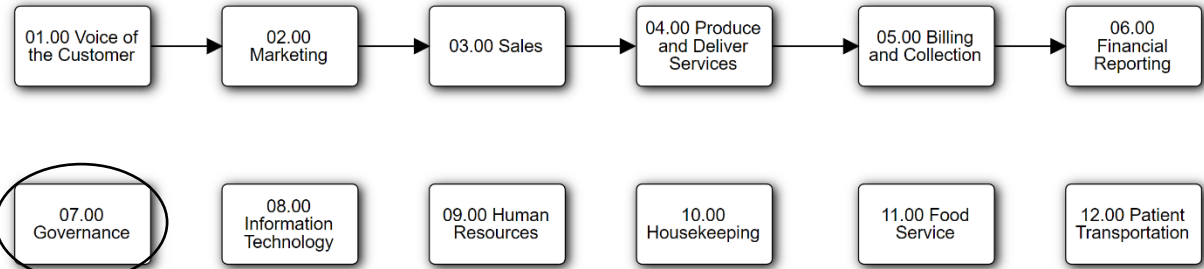 01.00 Voice of
the Customer
02.00
Marketing
03.00 Sales
04.00 Produce
and Deliver
Services
05.00 Billing
and Collection
06.00
Financial
Reporting
07.00
Governance
08.00
Information
Technology
09.00 Human
Resources
10.00
Housekeeping
11.00 Food
Service
12.00 Patient
Transportation